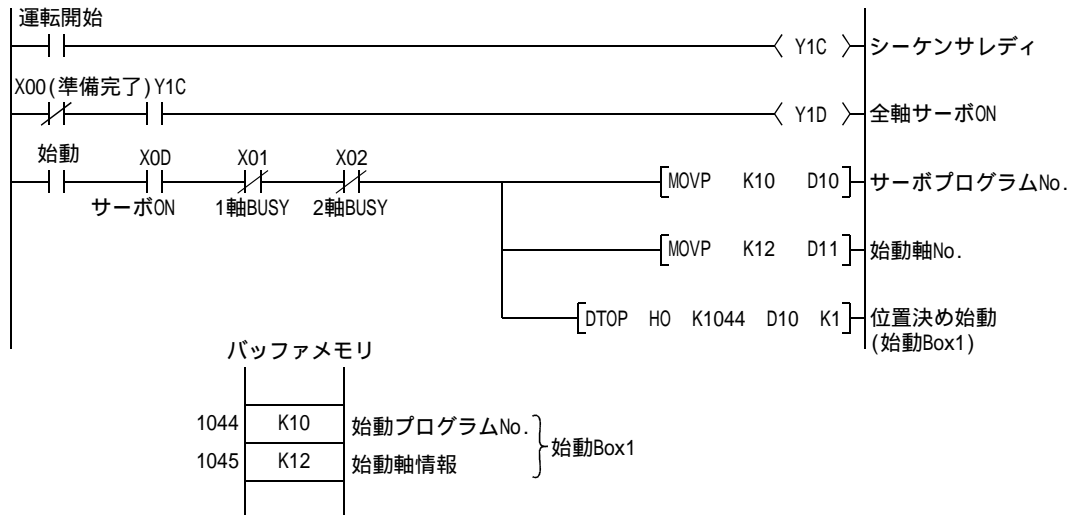 運転開始
Y1C シーケンサレディ
X00(準備完了) Y1C
Y1D 全軸サーボON
始動 X0D X01 X02
MOVP K10 D10 サーボプログラムNo.
サーボON 1軸BUSY 2軸BUSY
MOVP K12 D11 始動軸No.
DTOP H0 K1044 D10 K1 位置決め始動
(始動Box1)
バッファメモリ
1044 K10 始動プログラムNo.
始動Box1
1045 K12 始動軸情報